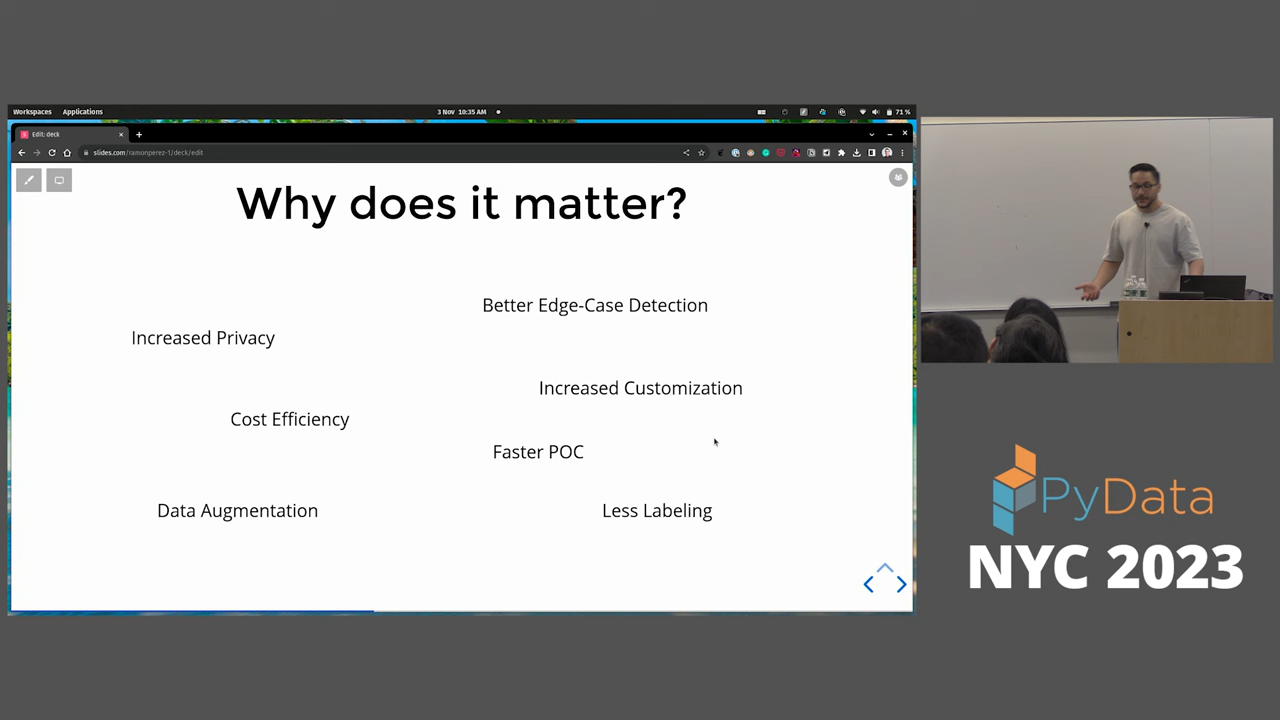 Workspaces Applications 3 Nov 10:35 AM 71 %
Edit: deck
slides.com/ramonperez-1/deck/edit
Why does it matter?
Better Edge-Case Detection
Increased Privacy
Increased Customization
Cost Efficiency
Faster POC
Data Augmentation
Less Labeling
PyData
NYC 2023